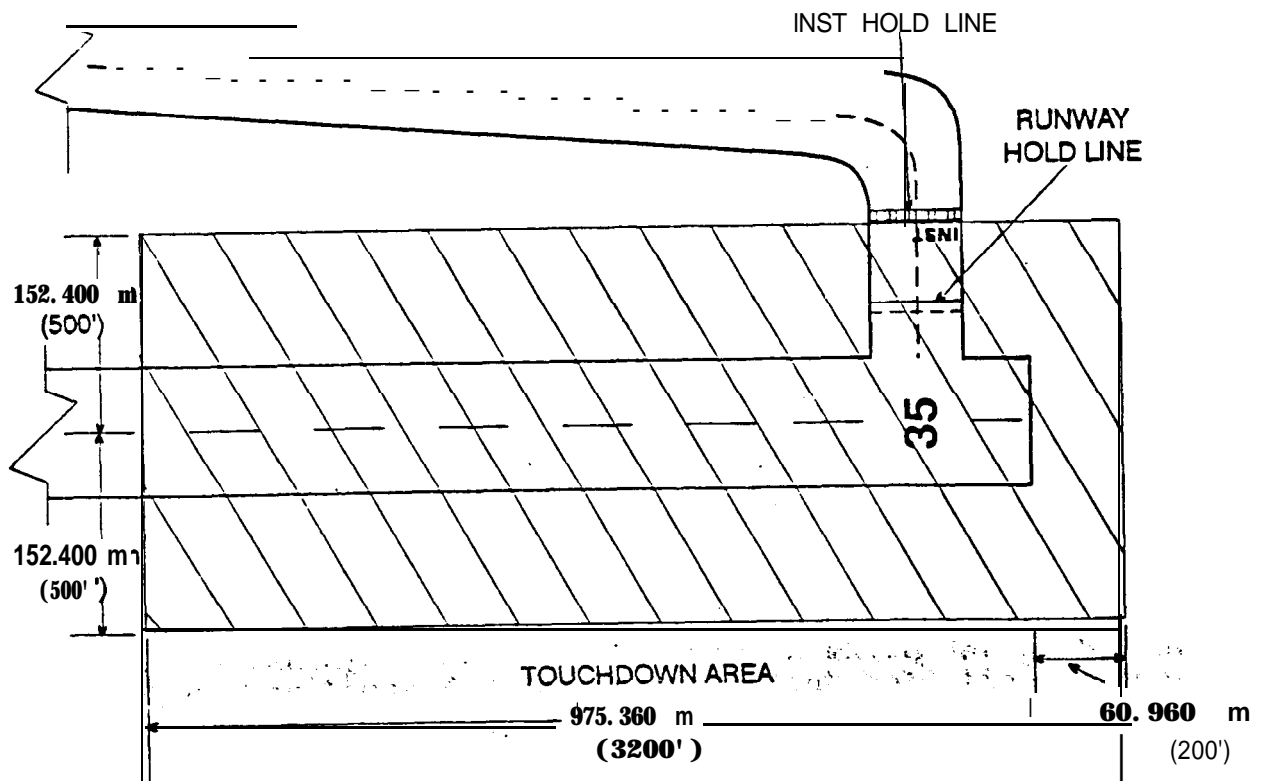 INST HOLD LINE
RUNWAY
HOLD LINE
INST
152.400 m
(500')
35
152.400 m
(500')
TOUCHDOWN AREA
975.360 m
(3200')
60.960 m
(200')